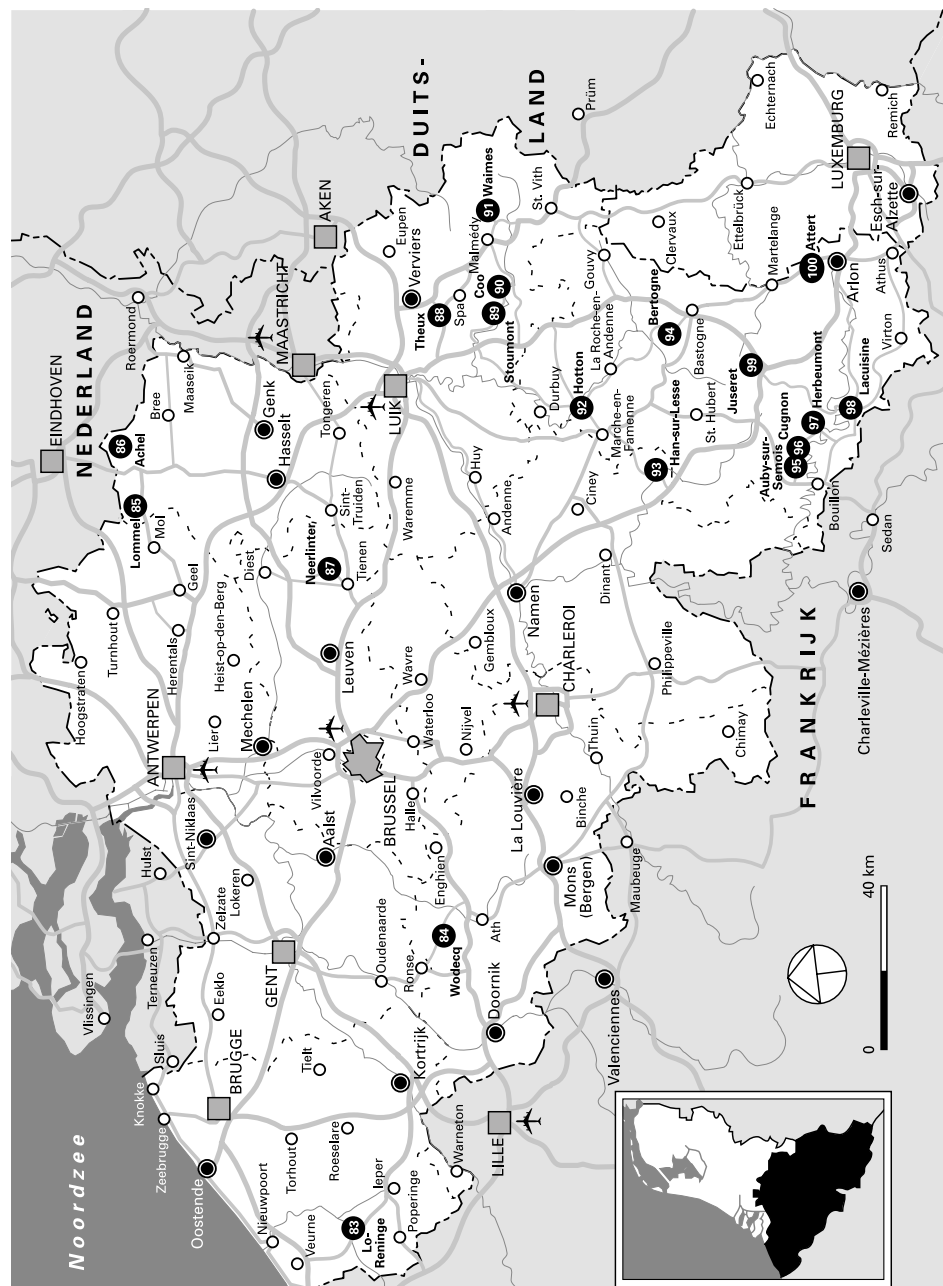 Noordzee
NEDERLAND
DUITS-
LAND
FRANKRIJK
Vlissingen
Terneuzen
Hulst
Sluis
Knokke
Zeebrugge
BRUGGE
Oostende
Nieuwpoort
Veurne
Torhout
Roeselare
Tielt
Ieper
Poperinge
83
Lo-
Reninge
Warneton
LILLE
Kortrijk
Eeklo
Zelzate
Lokeren
GENT
Oudenaarde
Ronse
84
Wodecq
Doornik
Ath
Valenciennes
Sint-Niklaas
ANTWERPEN
Hoogstraten
Turnhout
Herentals
Geel
Lier
Heist-op-den-Berg
Mechelen
Vilvoorde
Aalst
BRUSSEL
Halle
Enghien
Waterloo
Wavre
Nijvel
Gembloux
Leuven
Diest
Tienen
Neerlinter,
87
Sint-
Truiden
Mol
Lommel
85
Achel
86
EINDHOVEN
Bree
Maaseik
Roermond
Genk
Hasselt
Tongeren
MAASTRICHT
AKEN
LUIK
Waremme
Huy
Andenne
Namen
CHARLEROI
La Louvière
Binche
Mons
(Bergen)
Maubeuge
Thuin
Philippeville
Chimay
Dinant
Ciney
Charleville-Mézières
Sedan
Eupen
Verviers
Theux
88
Spa
Stoumont
89
Coo
90
Malmédy
91
Waimes
St. Vith
Prüm
Durbuy
92
Hotton
Marche-en-
Famenne
La Roche-en-
Andenne
Gouvy
Clervaux
93
Han-sur-Lesse
St. Hubert
Bertogne
94
Bastogne
Juseret
99
Martelange
Ettelbrück
Echternach
100
Attert
Arlon
LUXEMBURG
Remich
Esch-sur-
Alzette
Athus
Virton
Auby-sur-
Semois
95
96
Cugnon
97
Herbeumont
98
Lacuisine
Bouillon
0
40 km